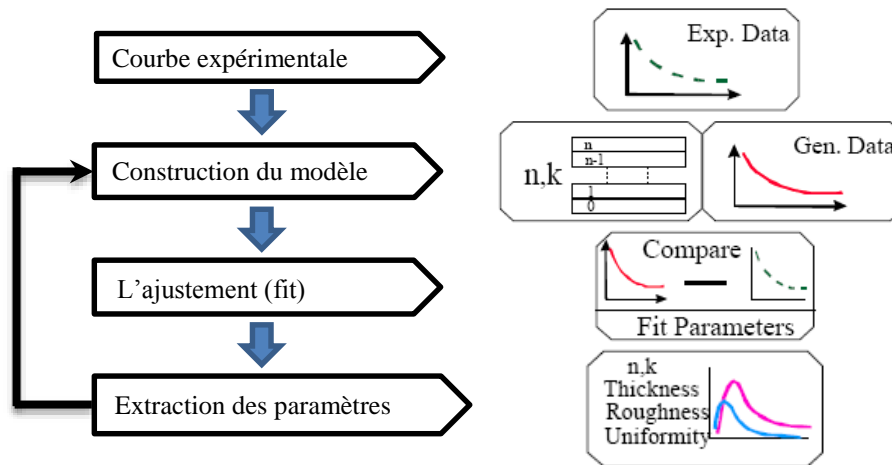 Courbe expérimentale
Construction du modèle
L'ajustement (fit)
Extraction des paramètres
Exp. Data
n,k
n
n-1
1
0
Gen. Data
Compare
Fit Parameters
n,k
Thickness
Roughness
Uniformity